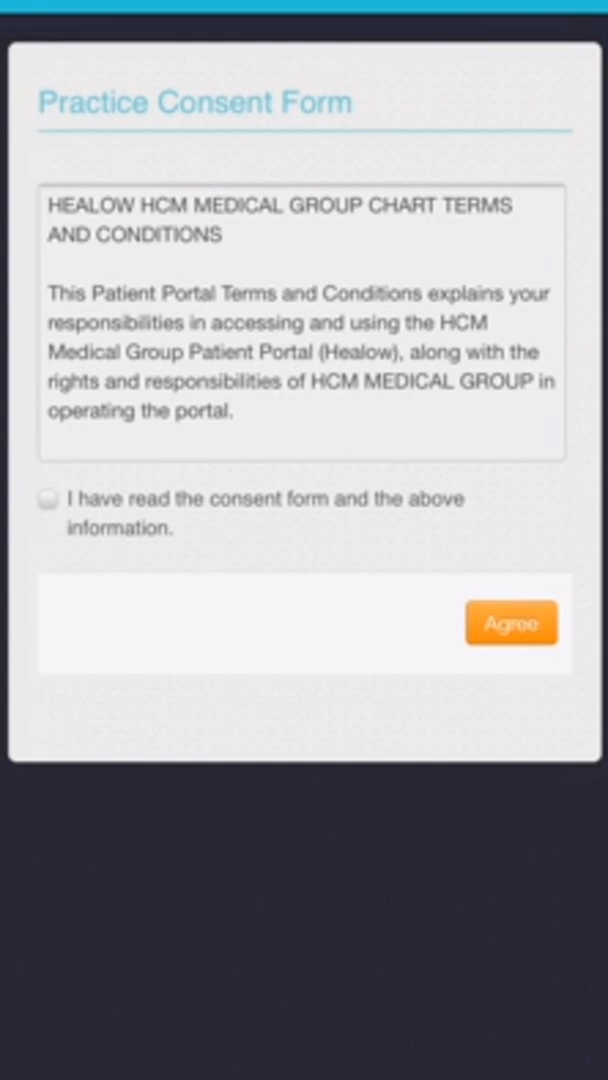 Practice Consent Form
HEALOW HCM MEDICAL GROUP CHART TERMS
AND CONDITIONS
This Patient Portal Terms and Conditions explains your
responsibilities in accessing and using the HCM
Medical Group Patient Portal (Healow), along with the
rights and responsibilities of HCM MEDICAL GROUP in
operating the portal.
I have read the consent form and the above
information.
Agree